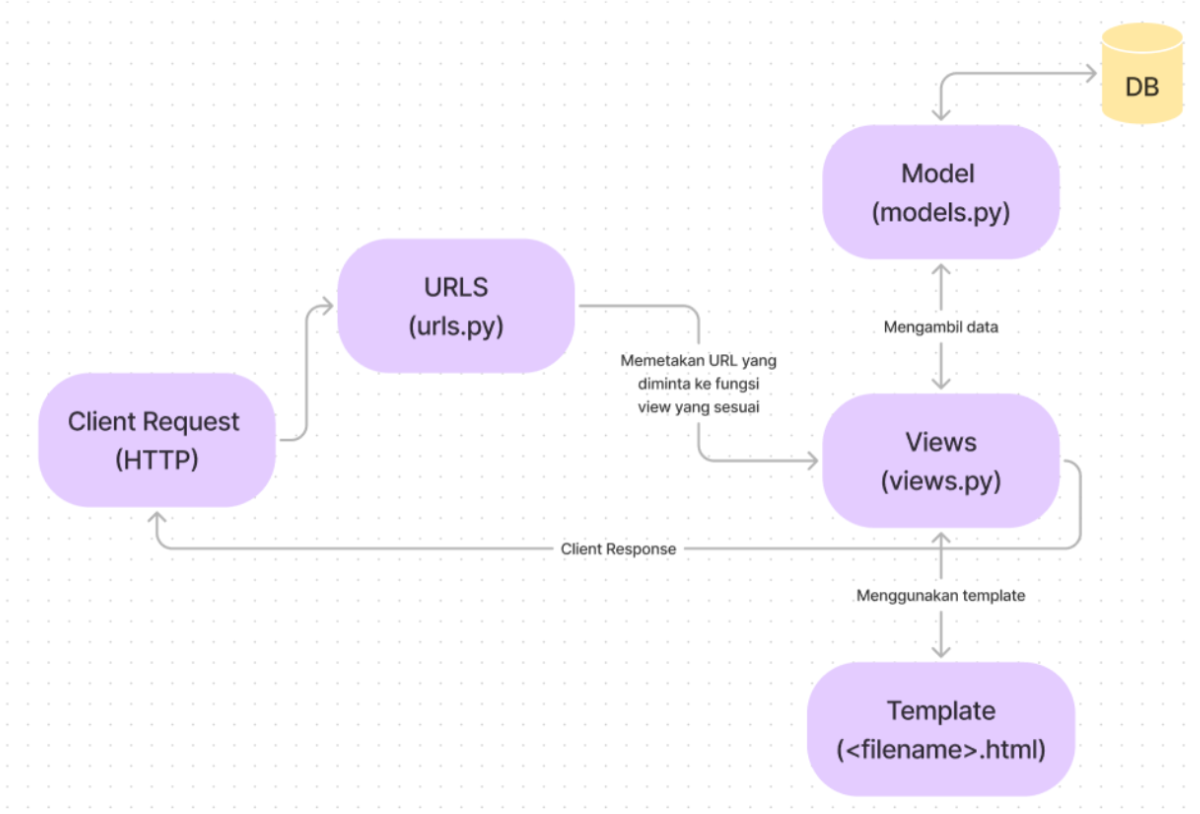 DB
Model
(models.py)
URLS
(urls.py)
Mengambil data
Memetakan URL yang
diminta ke fungsi
view yang sesuai
Client Request
(HTTP)
Views
(views.py)
Client Response
Menggunakan template
Template
(<filename>.html)